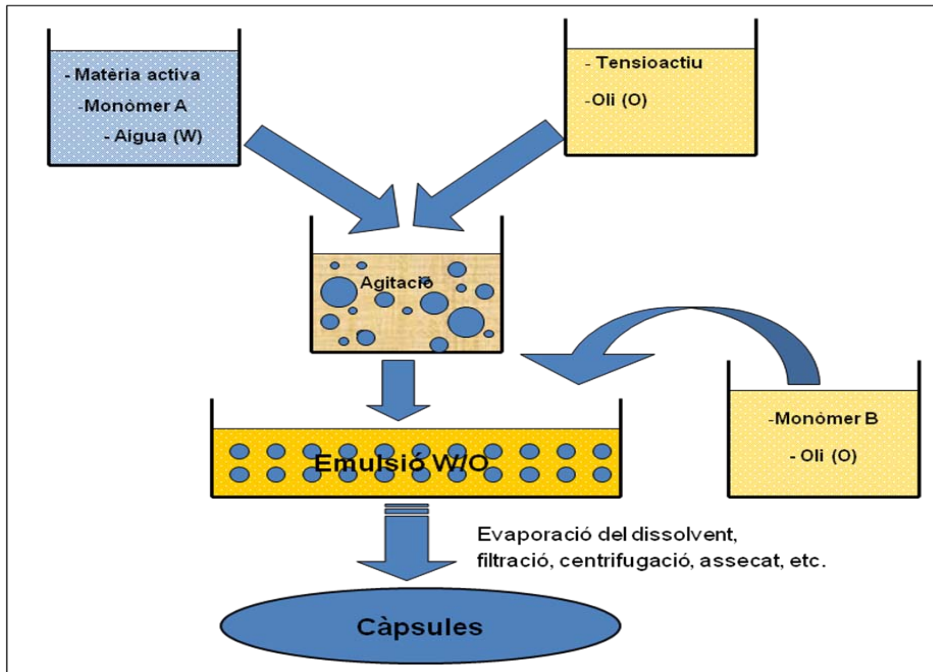 - Matèria activa
-Monòmer A
- Aigua (W)
- Tensioactiu
-Oli (O)
Agitació
-Monòmer B
- Oli (O)
Emulsió W/O
Evaporació del dissolvent,
filtració, centrifugació, assecat, etc.
Càpsules